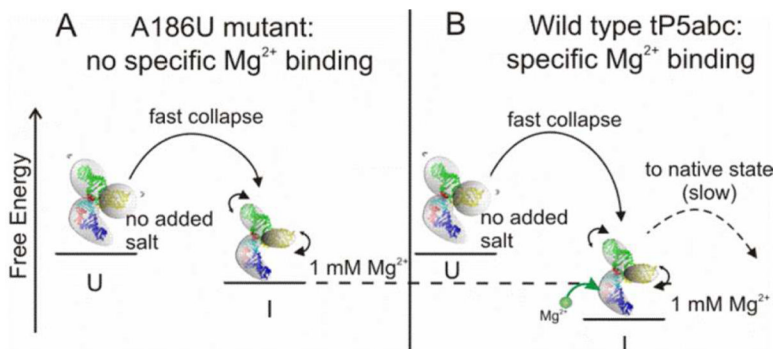 A
A186U mutant:
no specific Mg2+ binding
B
Wild type tP5abc:
specific Mg2+ binding
Free Energy
fast collapse
no added
salt
U
1 mM Mg2+
I
fast collapse
to native state
(slow)
no added
salt
U
Mg2+
1 mM Mg2+
I